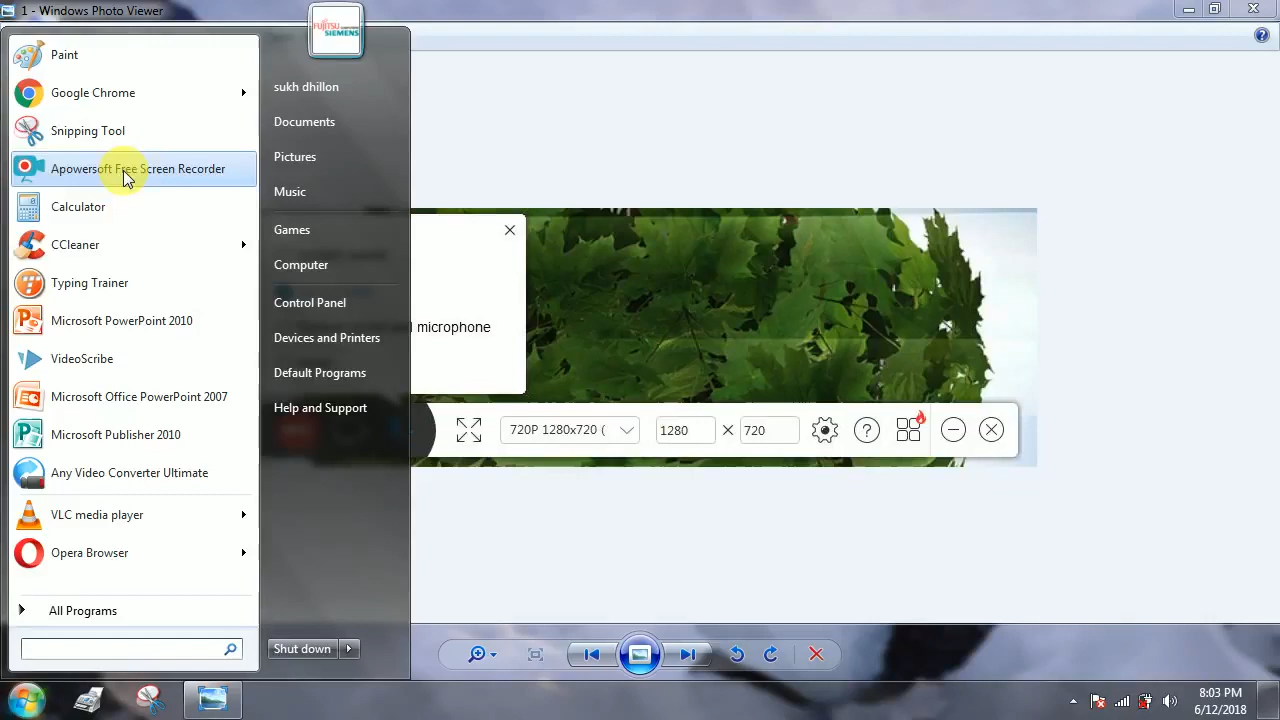 1 - Windows Photo Viewer
FUJITSU COMPUTERS
SIEMENS
Paint
Google Chrome
Snipping Tool
Apowersoft Free Screen Recorder
Calculator
CCleaner
Typing Trainer
Microsoft PowerPoint 2010
VideoScribe
Microsoft Office PowerPoint 2007
Microsoft Publisher 2010
Any Video Converter Ultimate
VLC media player
Opera Browser
All Programs
sukh dhillon
Documents
Pictures
Music
Games
Computer
Control Panel
Devices and Printers
Default Programs
Help and Support
Shut down
microphone
720P 1280x720 (
1280
X
720
8:03 PM
6/12/2018